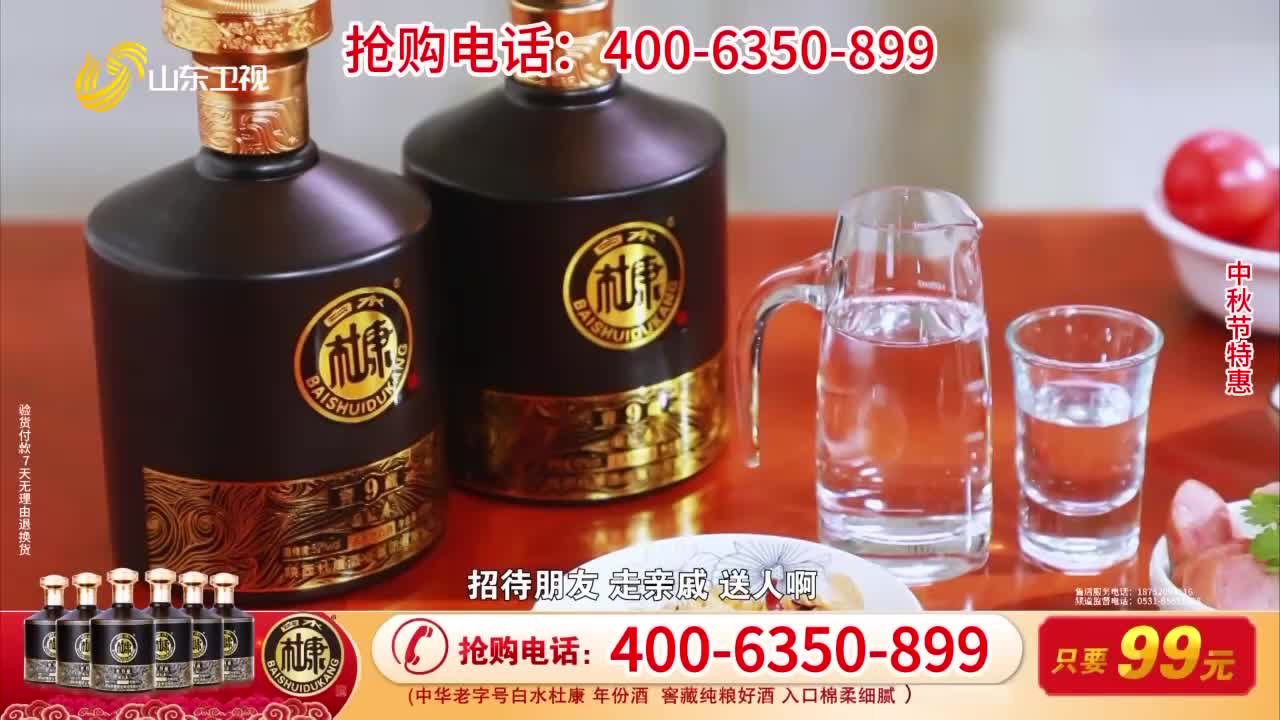 抢购电话：400-6350-899
山东卫视
白水
杜康
BAISHUIDUKANG
白水
杜康
BAISHUIDUKANG
9
9
中秋节特惠
验货付款7天无理由退换货
招待朋友 走亲戚 送人啊
白水
杜康
BAISHUIDUKANG
抢购电话：400-6350-899
只要99元
(中华老字号白水杜康 年份酒 窖藏纯粮好酒 入口棉柔细腻 ）